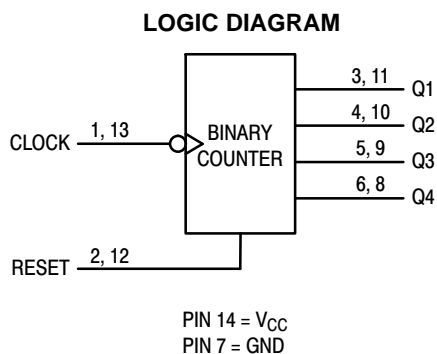 LOGIC DIAGRAM
3, 11
Q1
4, 10
Q2
CLOCK
1, 13
BINARY
COUNTER
5, 9
Q3
6, 8
Q4
RESET
2, 12
PIN 14 = VCC
PIN 7 = GND